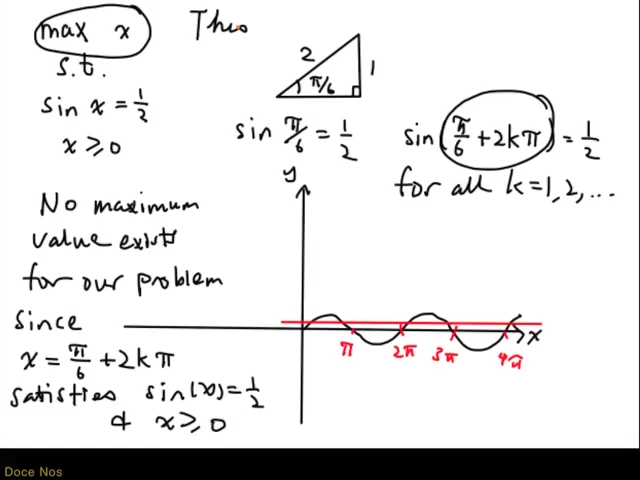 max x
s.t.
sin x = 1/2
x ≥ 0
2
1
π/6
sin π/6 = 1/2
sin (π/6 + 2kπ) = 1/2
for all k = 1, 2, ...
No maximum
value exists
for our problem
since
x = π/6 + 2kπ
satisfies sin(x) = 1/2
& x ≥ 0
y
x
π 2π 3π 4π
Doce Nos